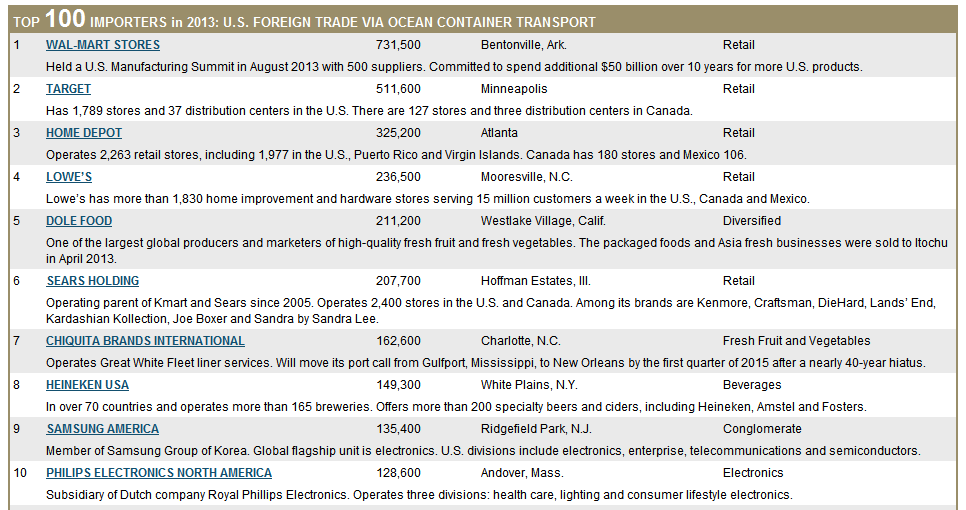 TOP 100 IMPORTERS in 2013: U.S. FOREIGN TRADE VIA OCEAN CONTAINER TRANSPORT
1 WAL-MART STORES 731,500 Bentonville, Ark. Retail
Held a U.S. Manufacturing Summit in August 2013 with 500 suppliers. Committed to spend additional $50 billion over 10 years for more U.S. products.
2 TARGET 511,600 Minneapolis Retail
Has 1,789 stores and 37 distribution centers in the U.S. There are 127 stores and three distribution centers in Canada.
3 HOME DEPOT 325,200 Atlanta Retail
Operates 2,263 retail stores, including 1,977 in the U.S., Puerto Rico and Virgin Islands. Canada has 180 stores and Mexico 106.
4 LOWE'S 236,500 Mooresville, N.C. Retail
Lowe's has more than 1,830 home improvement and hardware stores serving 15 million customers a week in the U.S., Canada and Mexico.
5 DOLE FOOD 211,200 Westlake Village, Calif. Diversified
One of the largest global producers and marketers of high-quality fresh fruit and fresh vegetables. The packaged foods and Asia fresh businesses were sold to Itochu
in April 2013.
6 SEARS HOLDING 207,700 Hoffman Estates, Ill. Retail
Operating parent of Kmart and Sears since 2005. Operates 2,400 stores in the U.S. and Canada. Among its brands are Kenmore, Craftsman, DieHard, Lands' End,
Kardashian Kollection, Joe Boxer and Sandra by Sandra Lee.
7 CHIQUITA BRANDS INTERNATIONAL 162,600 Charlotte, N.C. Fresh Fruit and Vegetables
Operates Great White Fleet liner services. Will move its port call from Gulfport, Mississippi, to New Orleans by the first quarter of 2015 after a nearly 40-year hiatus.
8 HEINEKEN USA 149,300 White Plains, N.Y. Beverages
In over 70 countries and operates more than 165 breweries. Offers more than 200 specialty beers and ciders, including Heineken, Amstel and Fosters.
9 SAMSUNG AMERICA 135,400 Ridgefield Park, N.J. Conglomerate
Member of Samsung Group of Korea. Global flagship unit is electronics. U.S. divisions include electronics, enterprise, telecommunications and semiconductors.
10 PHILIPS ELECTRONICS NORTH AMERICA 128,600 Andover, Mass. Electronics
Subsidiary of Dutch company Royal Phillips Electronics. Operates three divisions: health care, lighting and consumer lifestyle electronics.